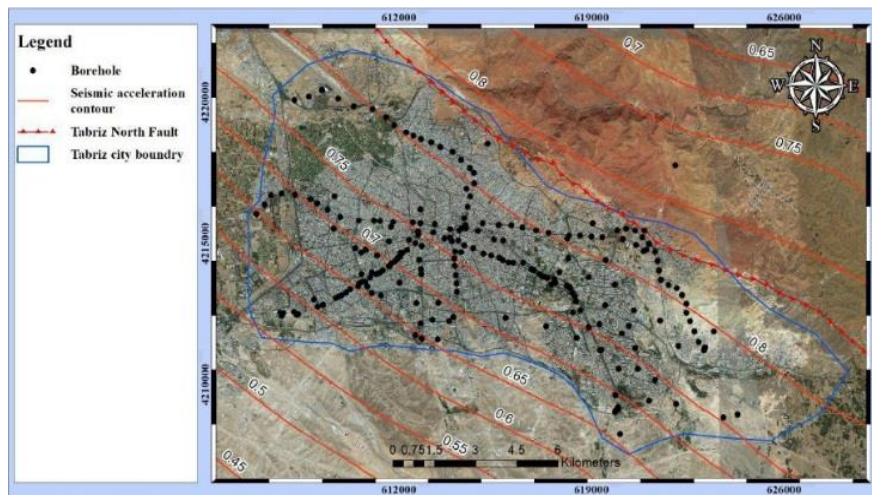 612000
619000
626000
Legend
Borehole
Seismic acceleration
contour
Tabriz North Fault
Tabriz city boundry
N
W
E
S
4220000
4215000
4210000
0.7
0.65
0.8
0.75
0.75
0.7
0.8
0.65
0.6
0.5
0.55
0.45
0 0.75 1.5 3 4.5 6
Kilometers
612000
619000
626000